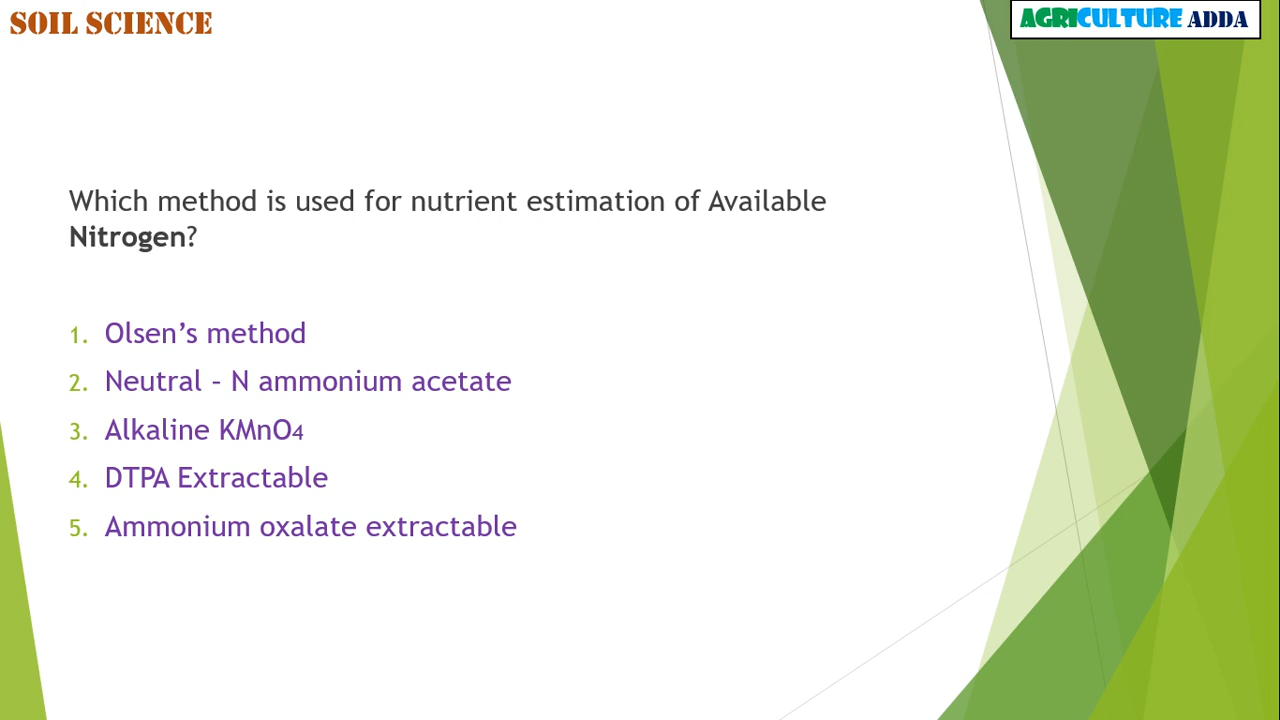 SOIL SCIENCE
AGRICULTURE ADDA
Which method is used for nutrient estimation of Available
Nitrogen?
1. Olsen’s method
2. Neutral – N ammonium acetate
3. Alkaline KMnO4
4. DTPA Extractable
5. Ammonium oxalate extractable